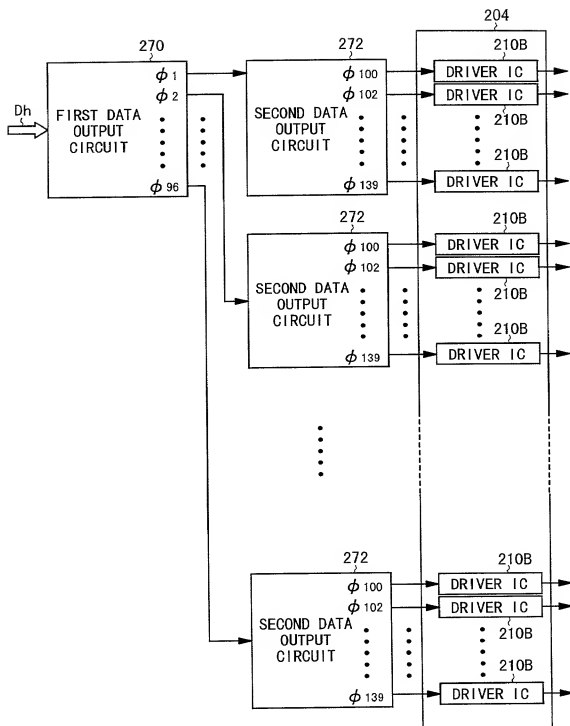 204
270
272
210B
Dh
FIRST DATA
OUTPUT
CIRCUIT
ϕ 1
ϕ 2
ϕ 96
SECOND DATA
OUTPUT
CIRCUIT
ϕ 100
ϕ 102
ϕ 139
DRIVER IC
DRIVER IC
210B
210B
DRIVER IC
272
SECOND DATA
OUTPUT
CIRCUIT
ϕ 100
ϕ 102
ϕ 139
210B
DRIVER IC
DRIVER IC
210B
210B
DRIVER IC
272
SECOND DATA
OUTPUT
CIRCUIT
ϕ 100
ϕ 102
ϕ 139
210B
DRIVER IC
DRIVER IC
210B
210B
DRIVER IC